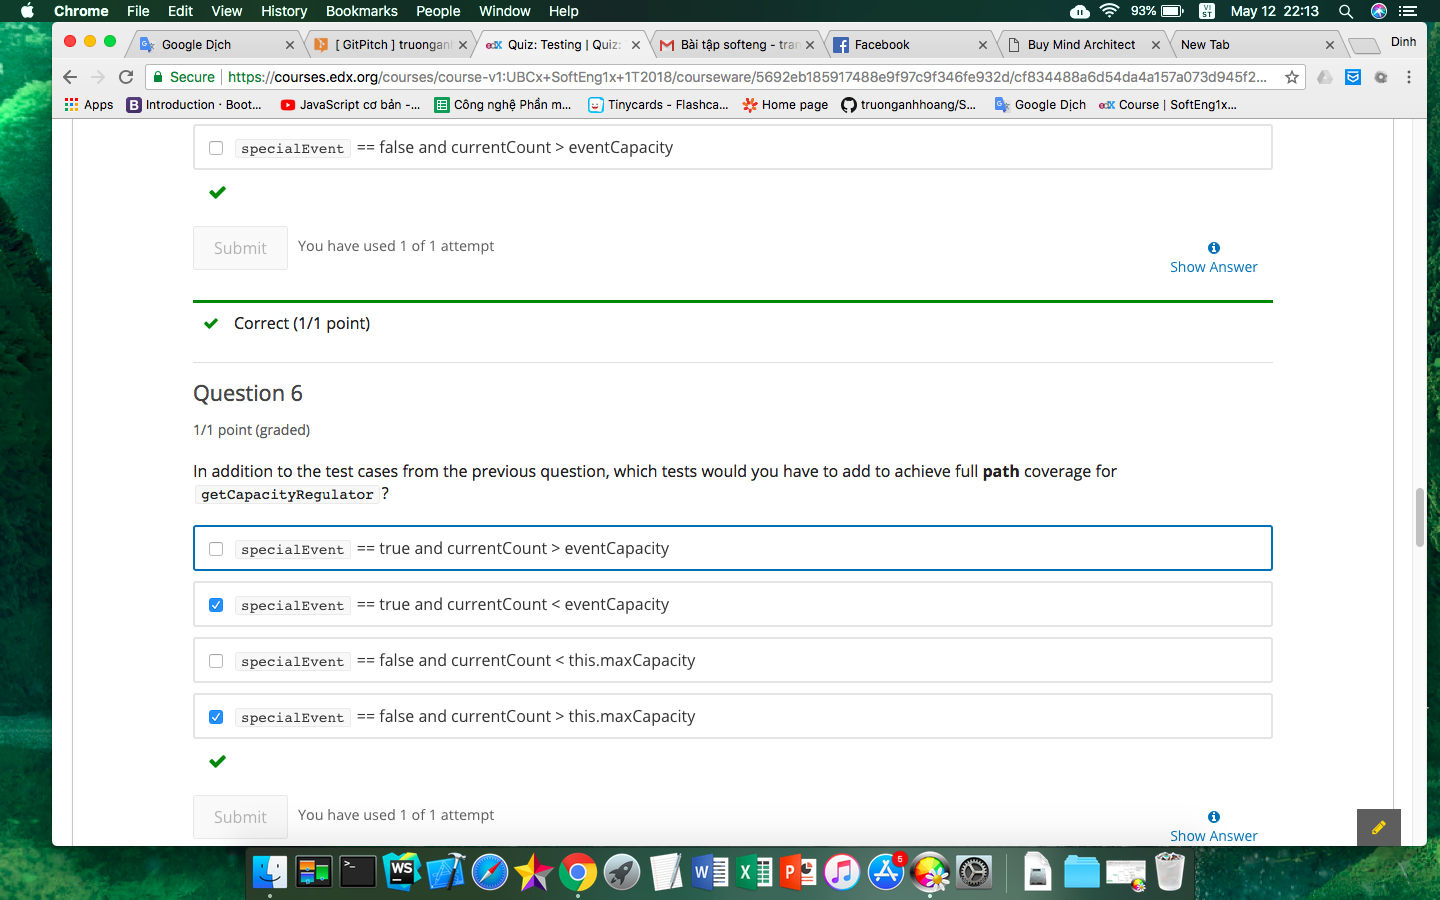 Chrome File Edit View History Bookmarks People Window Help 93% VI ST May 12 22:13
Google Dịch [ GitPitch ] truongan Quiz: Testing | Quiz: Bài tập softeng - tran Facebook Buy Mind Architect New Tab Dinh
Secure https://courses.edx.org/courses/course-v1:UBCx+SoftEng1x+1T2018/courseware/5692eb185917488e9f97c9f346fe932d/cf834488a6d54da4a157a073d945f2...
Apps Introduction · Boot... JavaScript cơ bản -... Công nghệ Phần m... Tinycards - Flashca... Home page truonganhhoang/S... Google Dịch Course | SoftEng1x...
specialEvent == false and currentCount > eventCapacity
Submit You have used 1 of 1 attempt
Show Answer
Correct (1/1 point)
Question 6
1/1 point (graded)
In addition to the test cases from the previous question, which tests would you have to add to achieve full path coverage for
getCapacityRegulator ?
specialEvent == true and currentCount > eventCapacity
specialEvent == true and currentCount < eventCapacity
specialEvent == false and currentCount < this.maxCapacity
specialEvent == false and currentCount > this.maxCapacity
Submit You have used 1 of 1 attempt
Show Answer
WS W X P 5